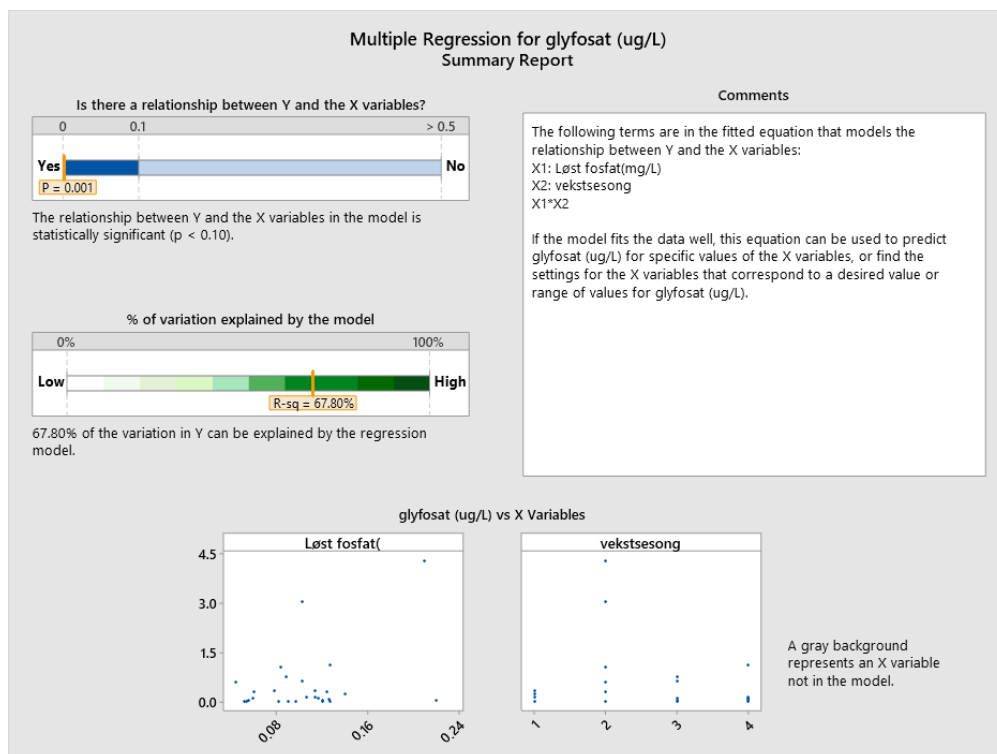 Multiple Regression for glyfosat (ug/L)
Summary Report
Is there a relationship between Y and the X variables?
0 0.1 > 0.5
Yes No
P = 0.001
The relationship between Y and the X variables in the model is
statistically significant (p < 0.10).
% of variation explained by the model
0% 100%
Low High
R-sq = 67.80%
67.80% of the variation in Y can be explained by the regression
model.
Comments
The following terms are in the fitted equation that models the
relationship between Y and the X variables:
X1: Løst fosfat(mg/L)
X2: vekstsesong
X1*X2
If the model fits the data well, this equation can be used to predict
glyfosat (ug/L) for specific values of the X variables, or find the
settings for the X variables that correspond to a desired value or
range of values for glyfosat (ug/L).
glyfosat (ug/L) vs X Variables
Løst fosfat( vekstsesong
4.5
3.0
1.5
0.0
0.08 0.16 0.24 1 2 3 4
A gray background
represents an X variable
not in the model.